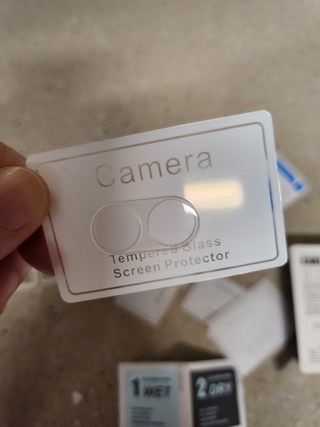 Camera
Tempered Glass
Screen Protector
1
WET
2 DRY